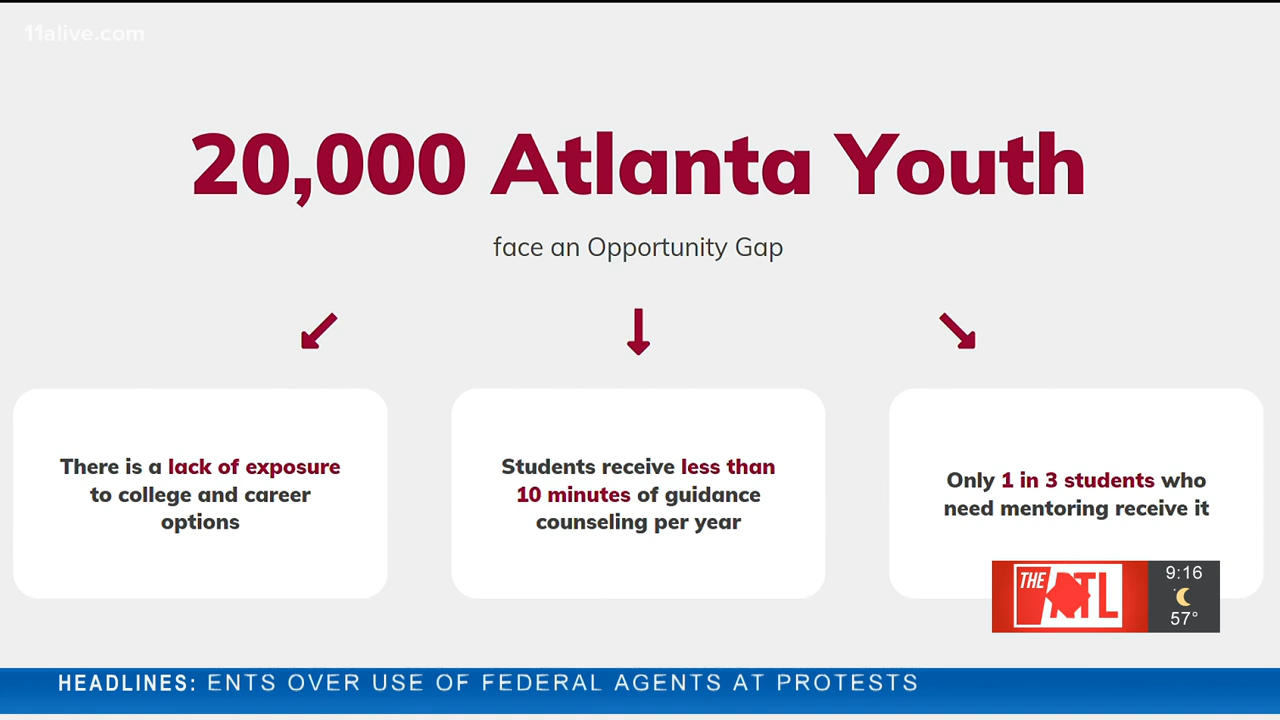 11alive.com
20,000 Atlanta Youth
face an Opportunity Gap
There is a lack of exposure
to college and career
options
Students receive less than
10 minutes of guidance
counseling per year
Only 1 in 3 students who
need mentoring receive it
THE ATL
9:16
57°
HEADLINES: ENTS OVER USE OF FEDERAL AGENTS AT PROTESTS